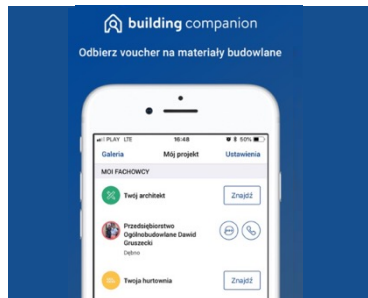 building companion
Odbierz voucher na materiały budowlane
PLAY LTE 16:48 50%
Galeria Mój projekt Ustawienia
MOI FACHOWCY
Twój architekt Znajdź
Przedsiębiorstwo
Ogólnobudowlane Dawid
Gruszecki
Dębno
Twoja hurtownia Znajdź